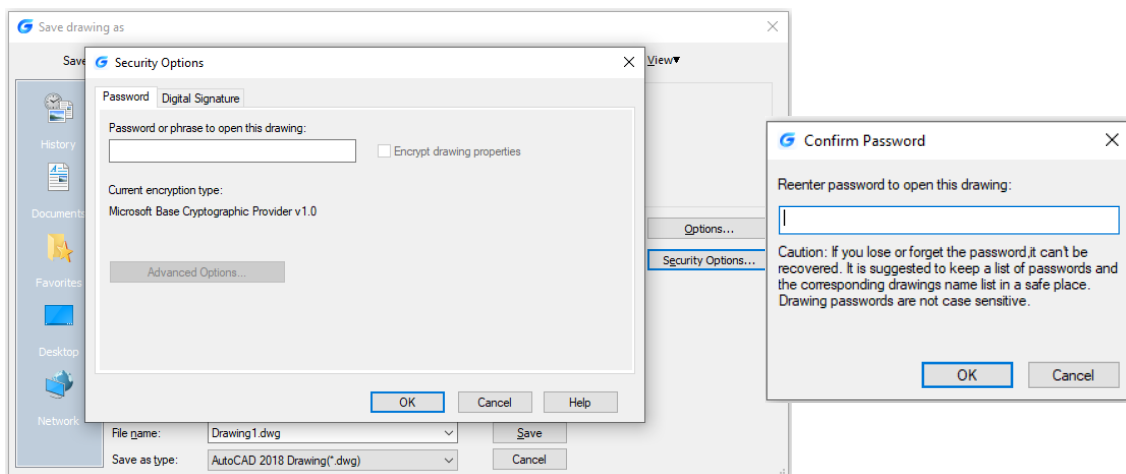 Save drawing as
Save
View
Security Options
Password
Digital Signature
Password or phrase to open this drawing:
Encrypt drawing properties
Current encryption type:
Microsoft Base Cryptographic Provider v1.0
Advanced Options...
OK
Cancel
Help
History
Documents
Favorites
Desktop
Network
Options...
Security Options...
File name:
Drawing1.dwg
Save
Save as type:
AutoCAD 2018 Drawing(*.dwg)
Cancel
Confirm Password
Reenter password to open this drawing:
Caution: If you lose or forget the password,it can't be
recovered. It is suggested to keep a list of passwords and
the corresponding drawings name list in a safe place.
Drawing passwords are not case sensitive.
OK
Cancel